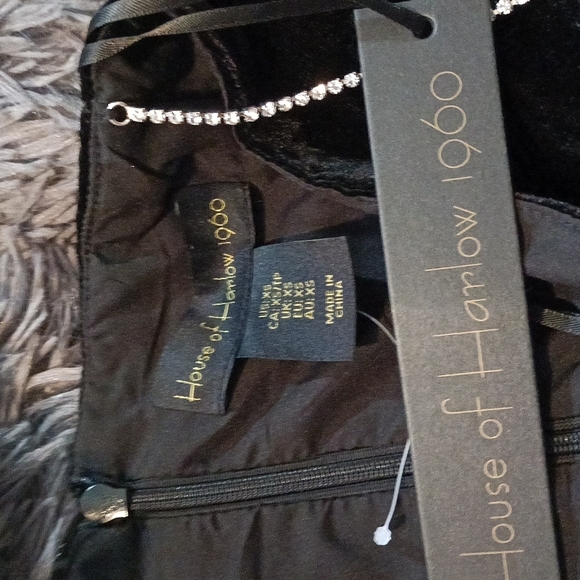 House of Harlow 1960
US: XS
CA: XS/TP
UK: XS
EU: XS
AU: XS
MADE IN
CHINA
House of Harlow 1960